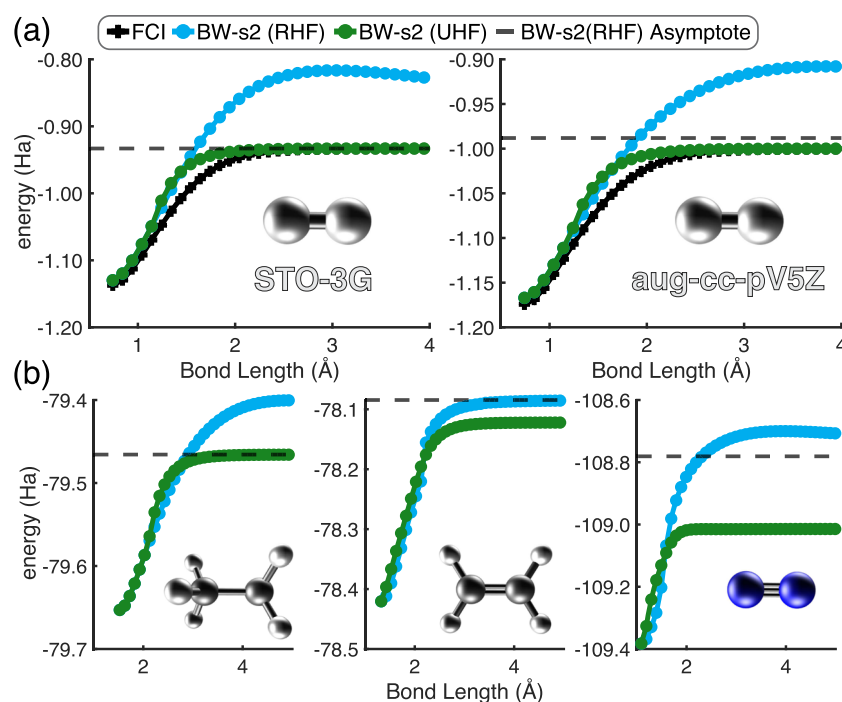 (a)
FCI BW-s2 (RHF) BW-s2 (UHF) BW-s2(RHF) Asymptote
energy (Ha)
-0.80
-0.90
-1.00
-1.10
-1.20
STO-3G
1 2 3 4
Bond Length (Å)
-0.90
-0.95
-1.00
-1.05
-1.10
-1.15
-1.20
aug-cc-pV5Z
1 2 3 4
Bond Length (Å)
(b)
energy (Ha)
-79.4
-79.5
-79.6
-79.7
2 4
-78.1
-78.2
-78.3
-78.4
-78.5
2 4
-108.6
-108.8
-109.0
-109.2
-109.4
2 4
Bond Length (Å)